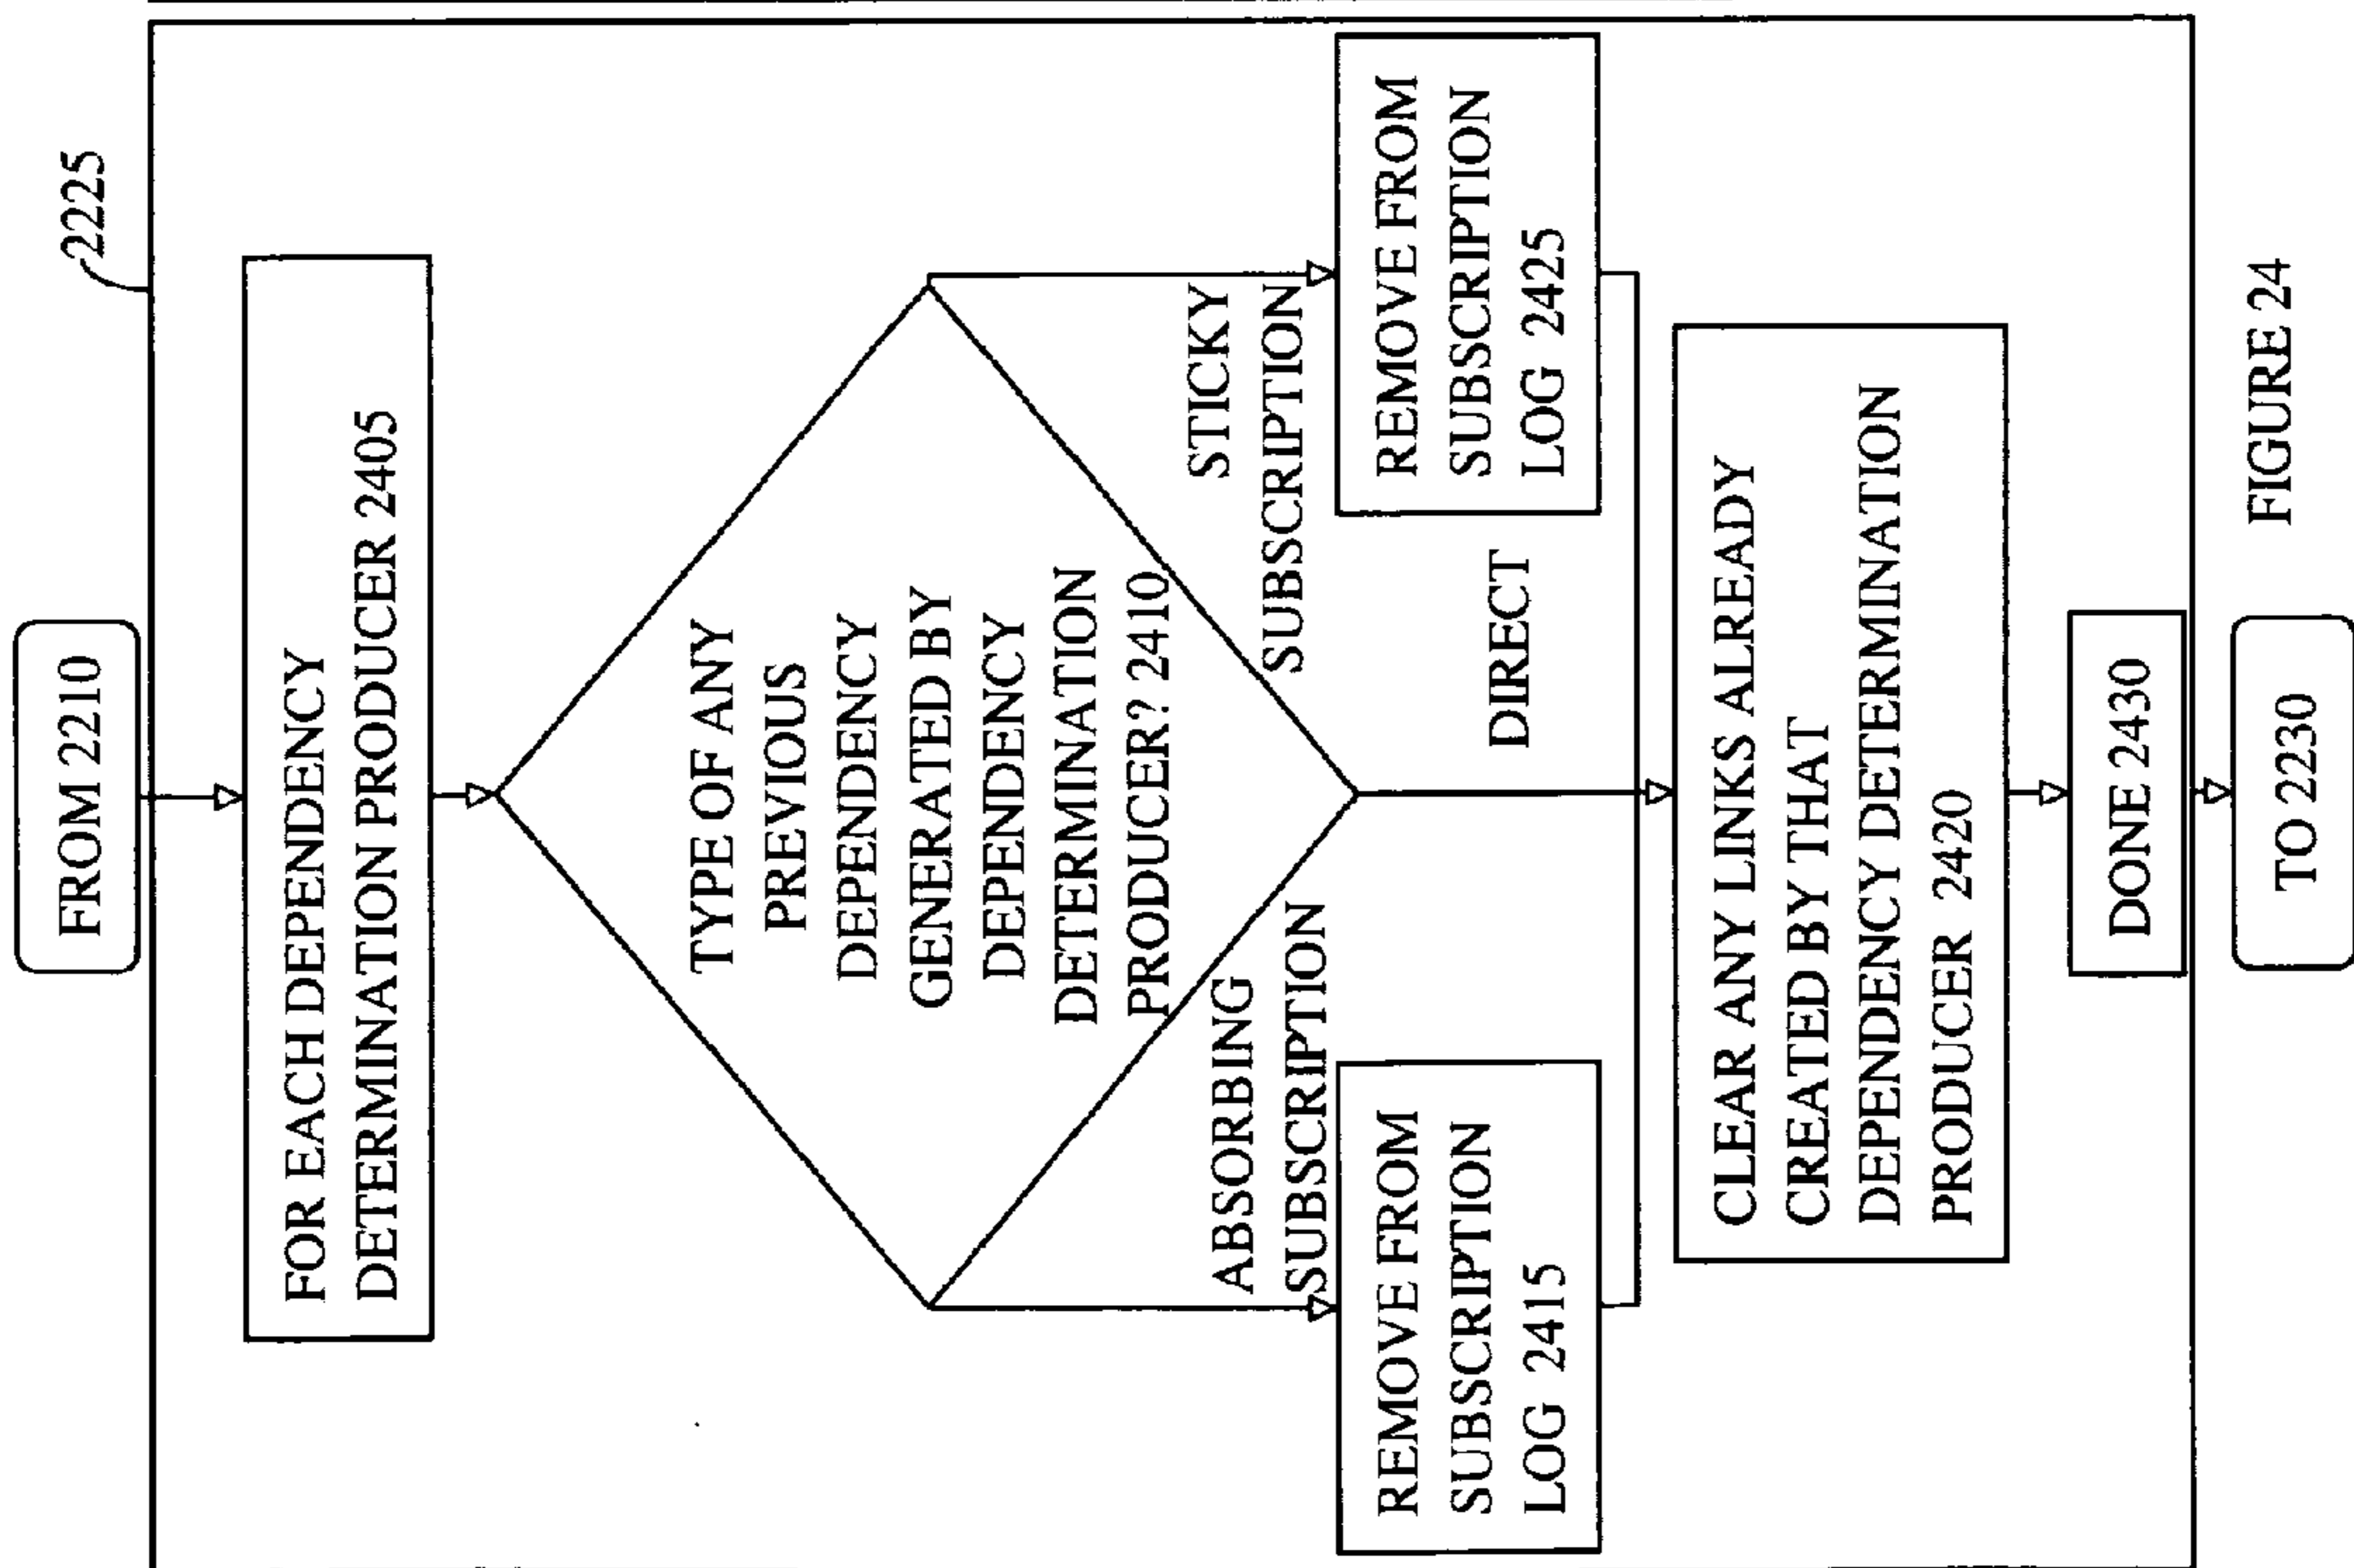 2225
FROM 2210
FOR EACH DEPENDENCY
DETERMINATION PRODUCER 2405
TYPE OF ANY
PREVIOUS
DEPENDENCY
GENERATED BY
DEPENDENCY
DETERMINATION
PRODUCER? 2410
ABSORBING
SUBSCRIPTION
STICKY
SUBSCRIPTION
REMOVE FROM
SUBSCRIPTION
LOG 2415
DIRECT
REMOVE FROM
SUBSCRIPTION
LOG 2425
CLEAR ANY LINKS ALREADY
CREATED BY THAT
DEPENDENCY DETERMINATION
PRODUCER 2420
DONE 2430
TO 2230
FIGURE 24